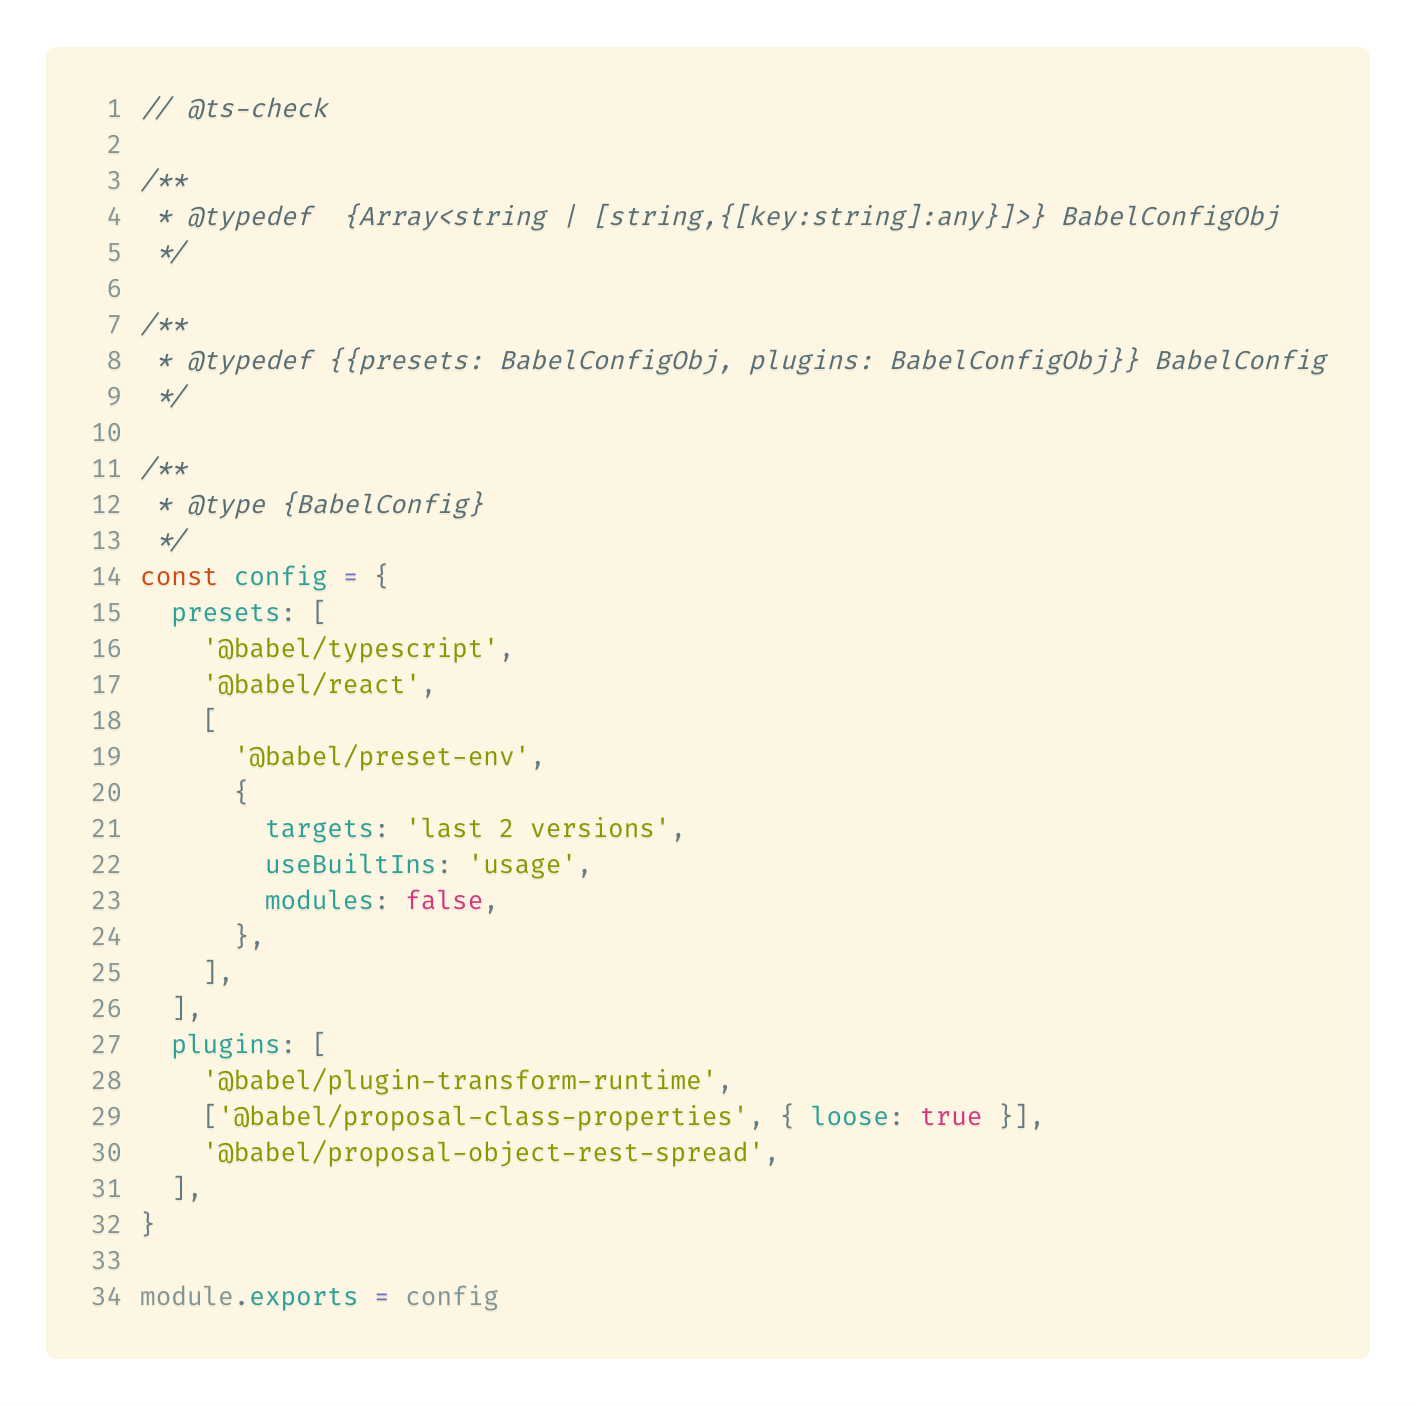 1 // @ts-check
2
3 /**
4  * @typedef  {Array<string | [string,{[key:string]:any}]>} BabelConfigObj
5  */
6
7 /**
8  * @typedef {{presets: BabelConfigObj, plugins: BabelConfigObj}} BabelConfig
9  */
10
11 /**
12  * @type {BabelConfig}
13  */
14 const config = {
15   presets: [
16     '@babel/typescript',
17     '@babel/react',
18     [
19       '@babel/preset-env',
20       {
21         targets: 'last 2 versions',
22         useBuiltIns: 'usage',
23         modules: false,
24       },
25     ],
26   ],
27   plugins: [
28     '@babel/plugin-transform-runtime',
29     ['@babel/proposal-class-properties', { loose: true }],
30     '@babel/proposal-object-rest-spread',
31   ],
32 }
33
34 module.exports = config